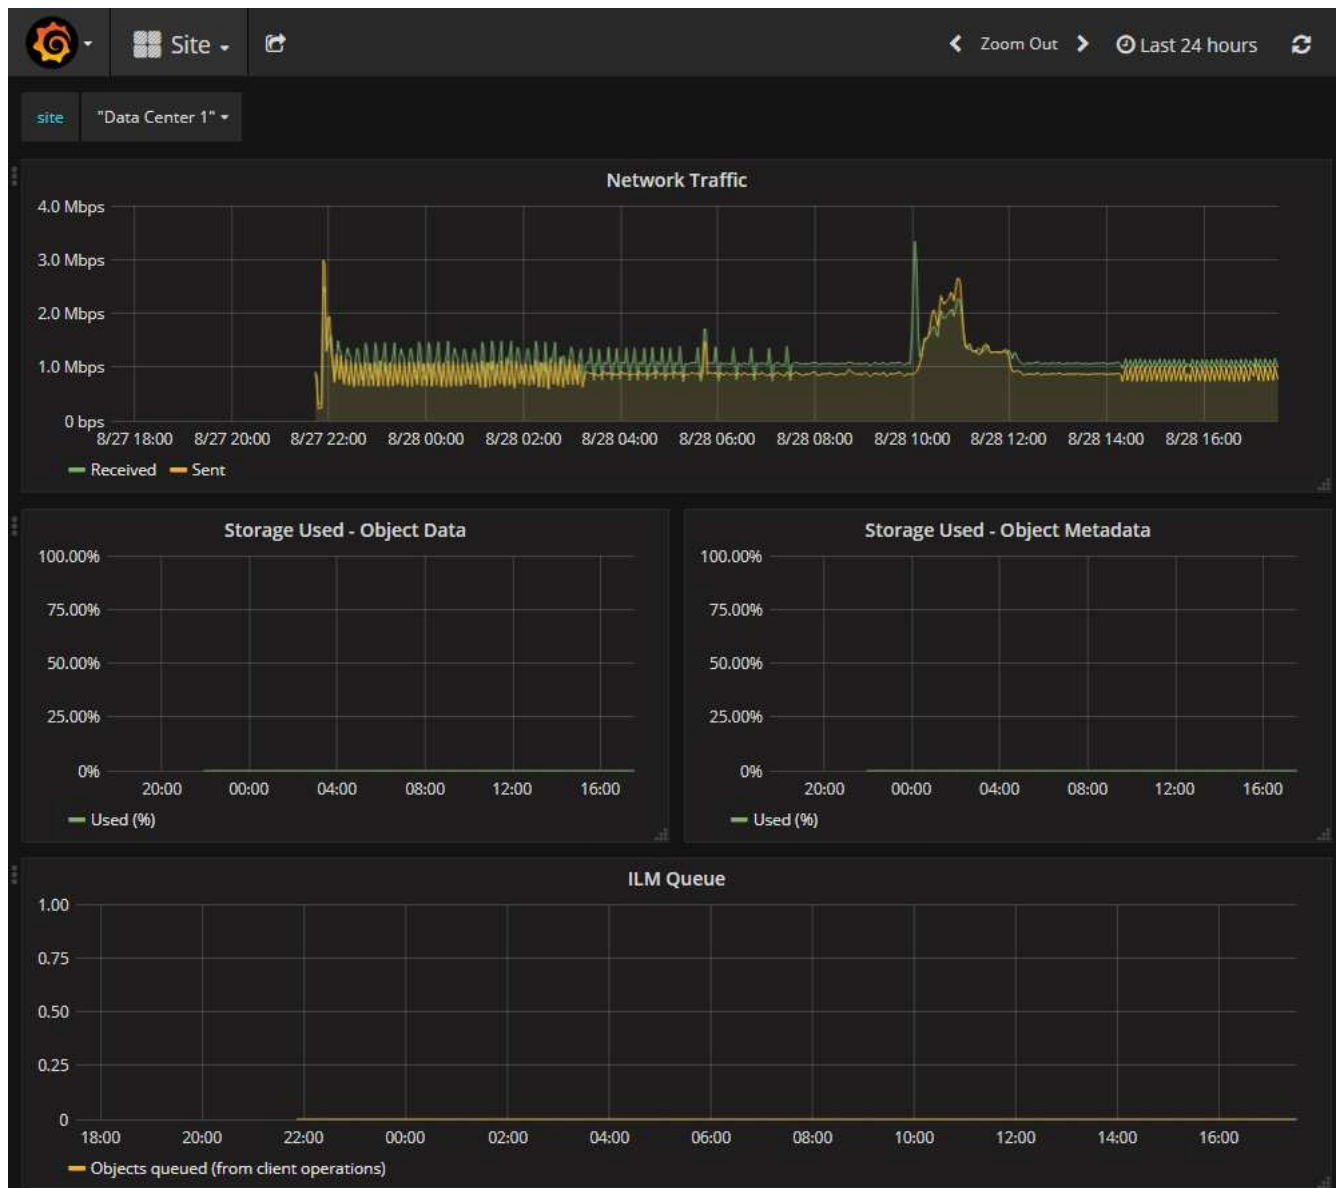 Site
Zoom Out
Last 24 hours
site "Data Center 1"
Network Traffic
4.0 Mbps
3.0 Mbps
2.0 Mbps
1.0 Mbps
0 bps
8/27 18:00 8/27 20:00 8/27 22:00 8/28 00:00 8/28 02:00 8/28 04:00 8/28 06:00 8/28 08:00 8/28 10:00 8/28 12:00 8/28 14:00 8/28 16:00
Received Sent
Storage Used - Object Data
100.00%
75.00%
50.00%
25.00%
0%
20:00 00:00 04:00 08:00 12:00 16:00
Used (%)
Storage Used - Object Metadata
100.00%
75.00%
50.00%
25.00%
0%
20:00 00:00 04:00 08:00 12:00 16:00
Used (%)
ILM Queue
1.00
0.75
0.50
0.25
0
18:00 20:00 22:00 00:00 02:00 04:00 06:00 08:00 10:00 12:00 14:00 16:00
Objects queued (from client operations)